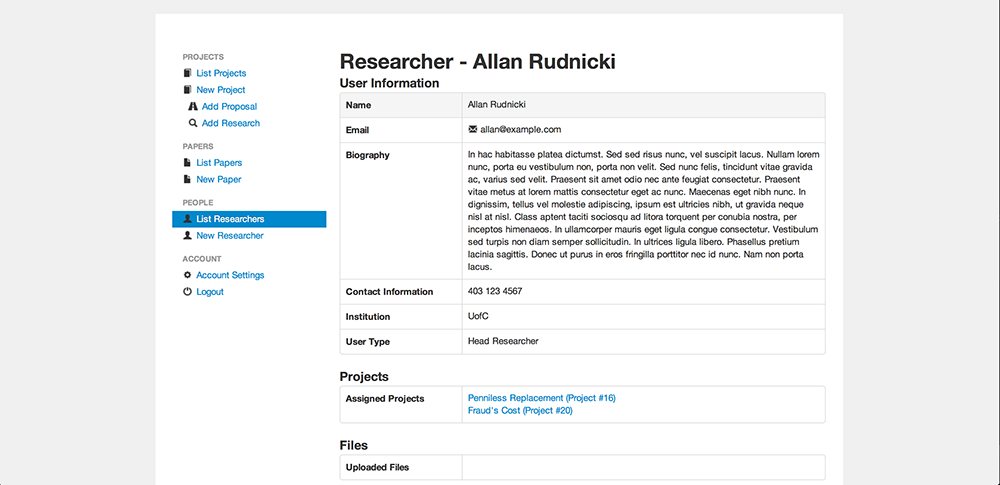 PROJECTS
List Projects
New Project
Add Proposal
Add Research
PAPERS
List Papers
New Paper
PEOPLE
List Researchers
New Researcher
ACCOUNT
Account Settings
Logout
Researcher - Allan Rudnicki
User Information
Name Allan Rudnicki
Email allan@example.com
Biography In hac habitasse platea dictumst. Sed sed risus nunc, vel suscipit lacus. Nullam lorem
nunc, porta eu vestibulum non, porta non velit. Sed nunc felis, tincidunt vitae gravida
ac, varius sed velit. Praesent sit amet odio nec ante feugiat consectetur. Praesent
vitae metus at lorem mattis consectetur eget ac nunc. Maecenas eget nibh nunc. In
dignissim, tellus vel molestie adipiscing, ipsum est ultricies nibh, ut gravida neque
nisl at nisl. Class aptent taciti sociosqu ad litora torquent per conubia nostra, per
inceptos himenaeos. In ullamcorper mauris eget ligula congue consectetur. Vestibulum
sed turpis non diam semper sollicitudin. In ultrices ligula libero. Phasellus pretium
lacinia sagittis. Donec ut purus in eros fringilla porttitor nec id nunc. Nam non porta
lacus.
Contact Information 403 123 4567
Institution UofC
User Type Head Researcher
Projects
Assigned Projects Penniless Replacement (Project #16)
Fraud's Cost (Project #20)
Files
Uploaded Files